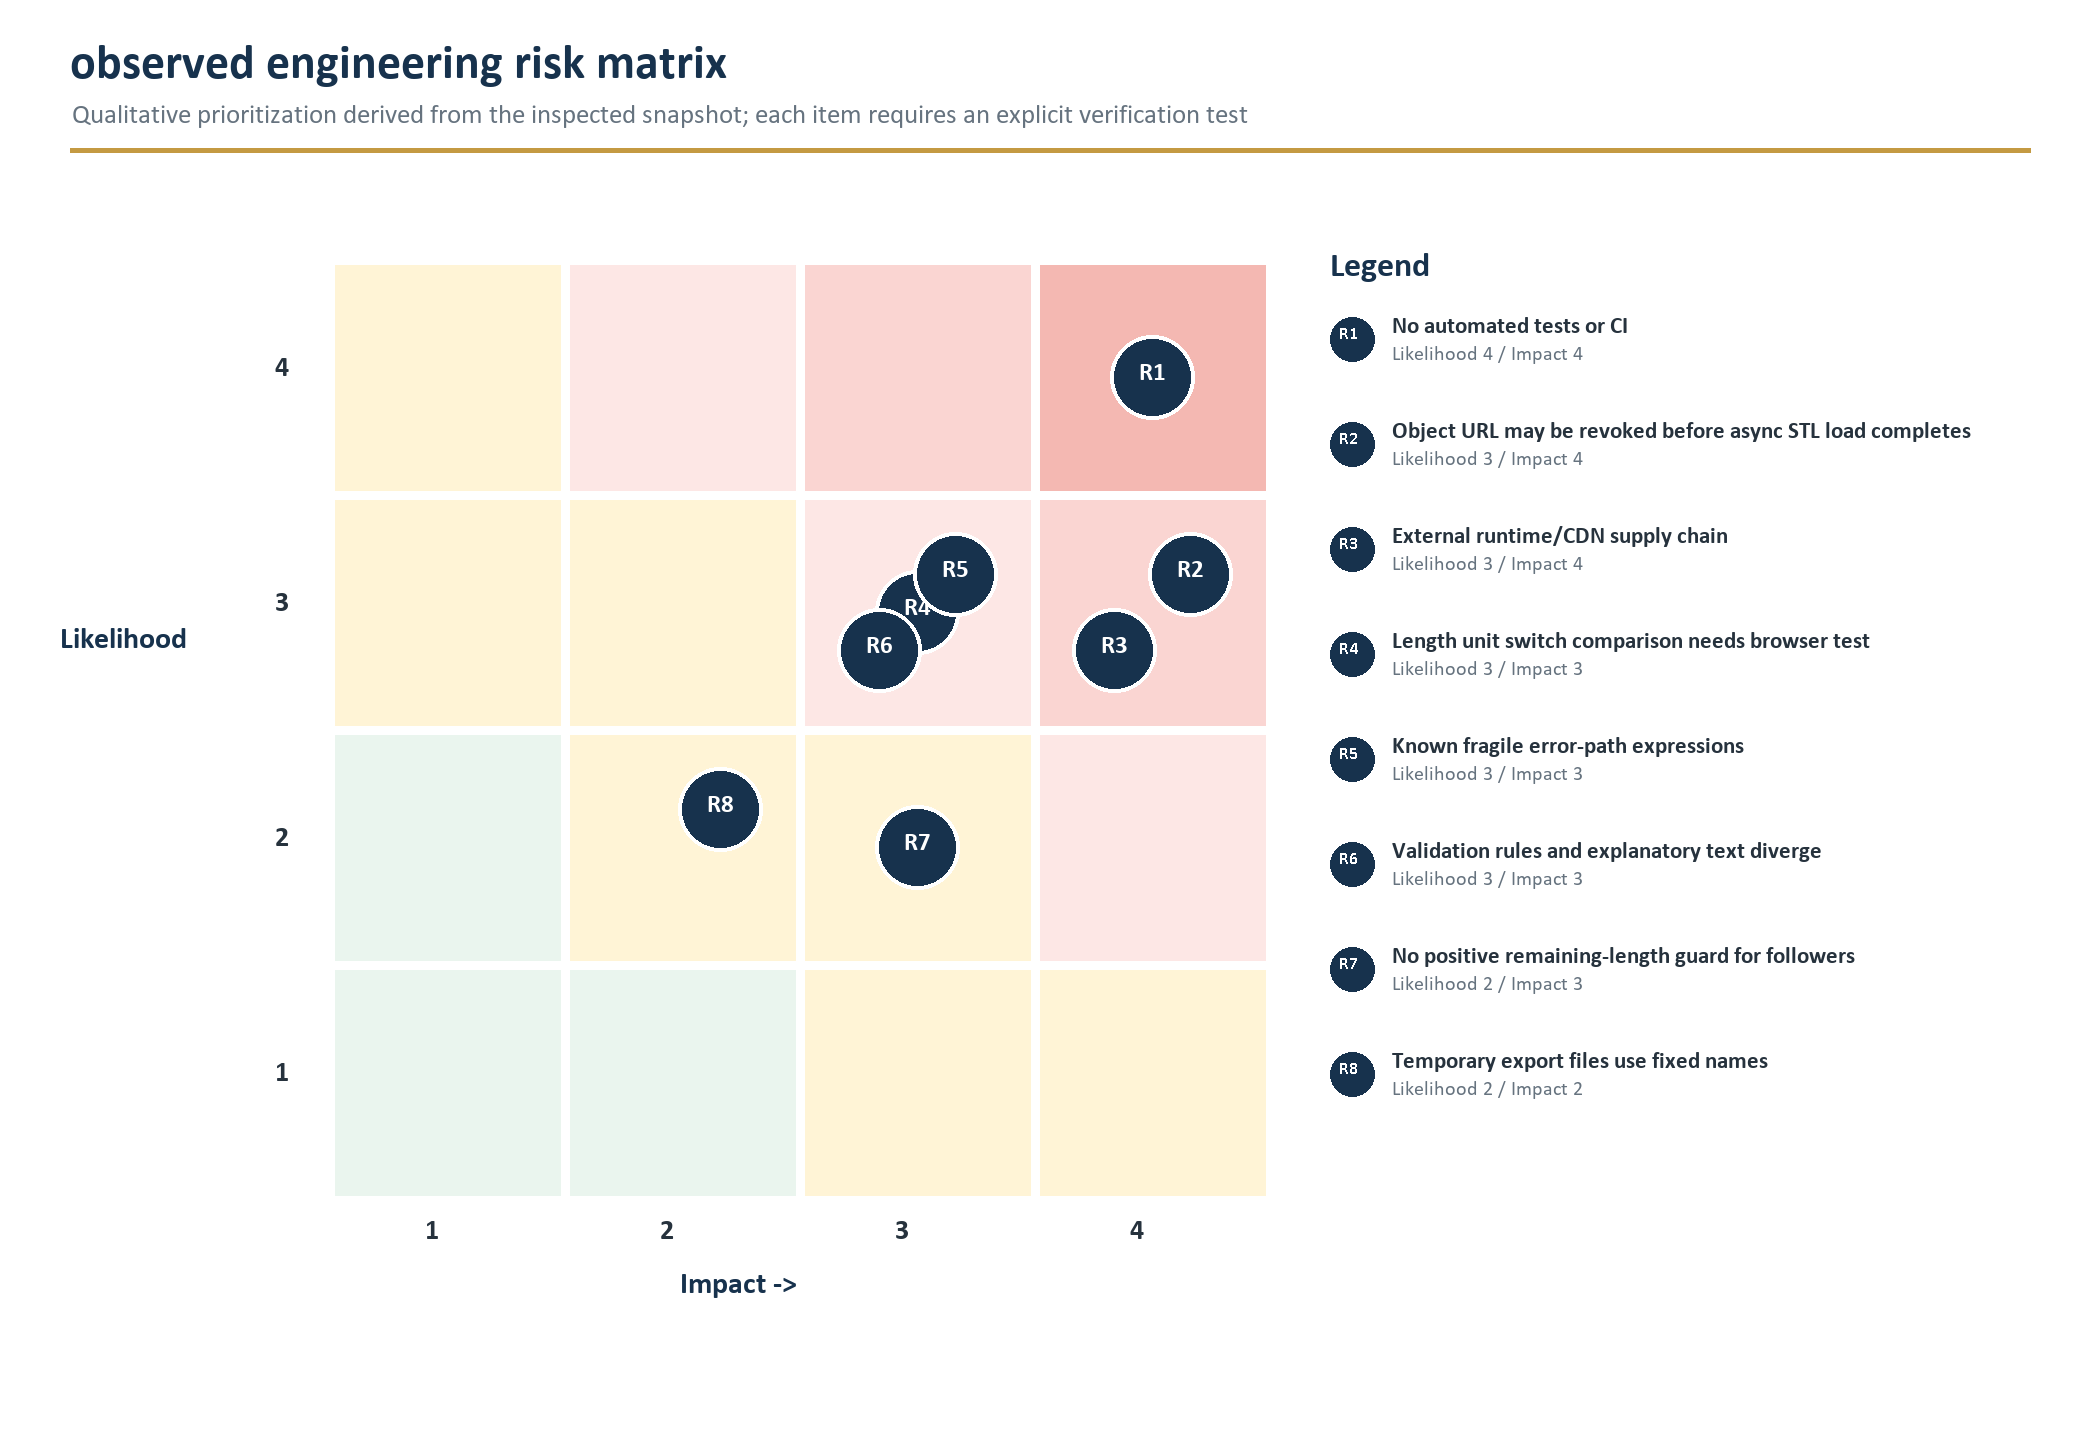 observed engineering risk matrix
Qualitative prioritization derived from the inspected snapshot; each item requires an explicit verification test
Likelihood
4
3
2
1
R1
R5
R4
R6
R2
R3
R8
R7
1
2
3
4
Impact ->
Legend
R1
No automated tests or CI
Likelihood 4 / Impact 4
R2
Object URL may be revoked before async STL load completes
Likelihood 3 / Impact 4
R3
External runtime/CDN supply chain
Likelihood 3 / Impact 4
R4
Length unit switch comparison needs browser test
Likelihood 3 / Impact 3
R5
Known fragile error-path expressions
Likelihood 3 / Impact 3
R6
Validation rules and explanatory text diverge
Likelihood 3 / Impact 3
R7
No positive remaining-length guard for followers
Likelihood 2 / Impact 3
R8
Temporary export files use fixed names
Likelihood 2 / Impact 2